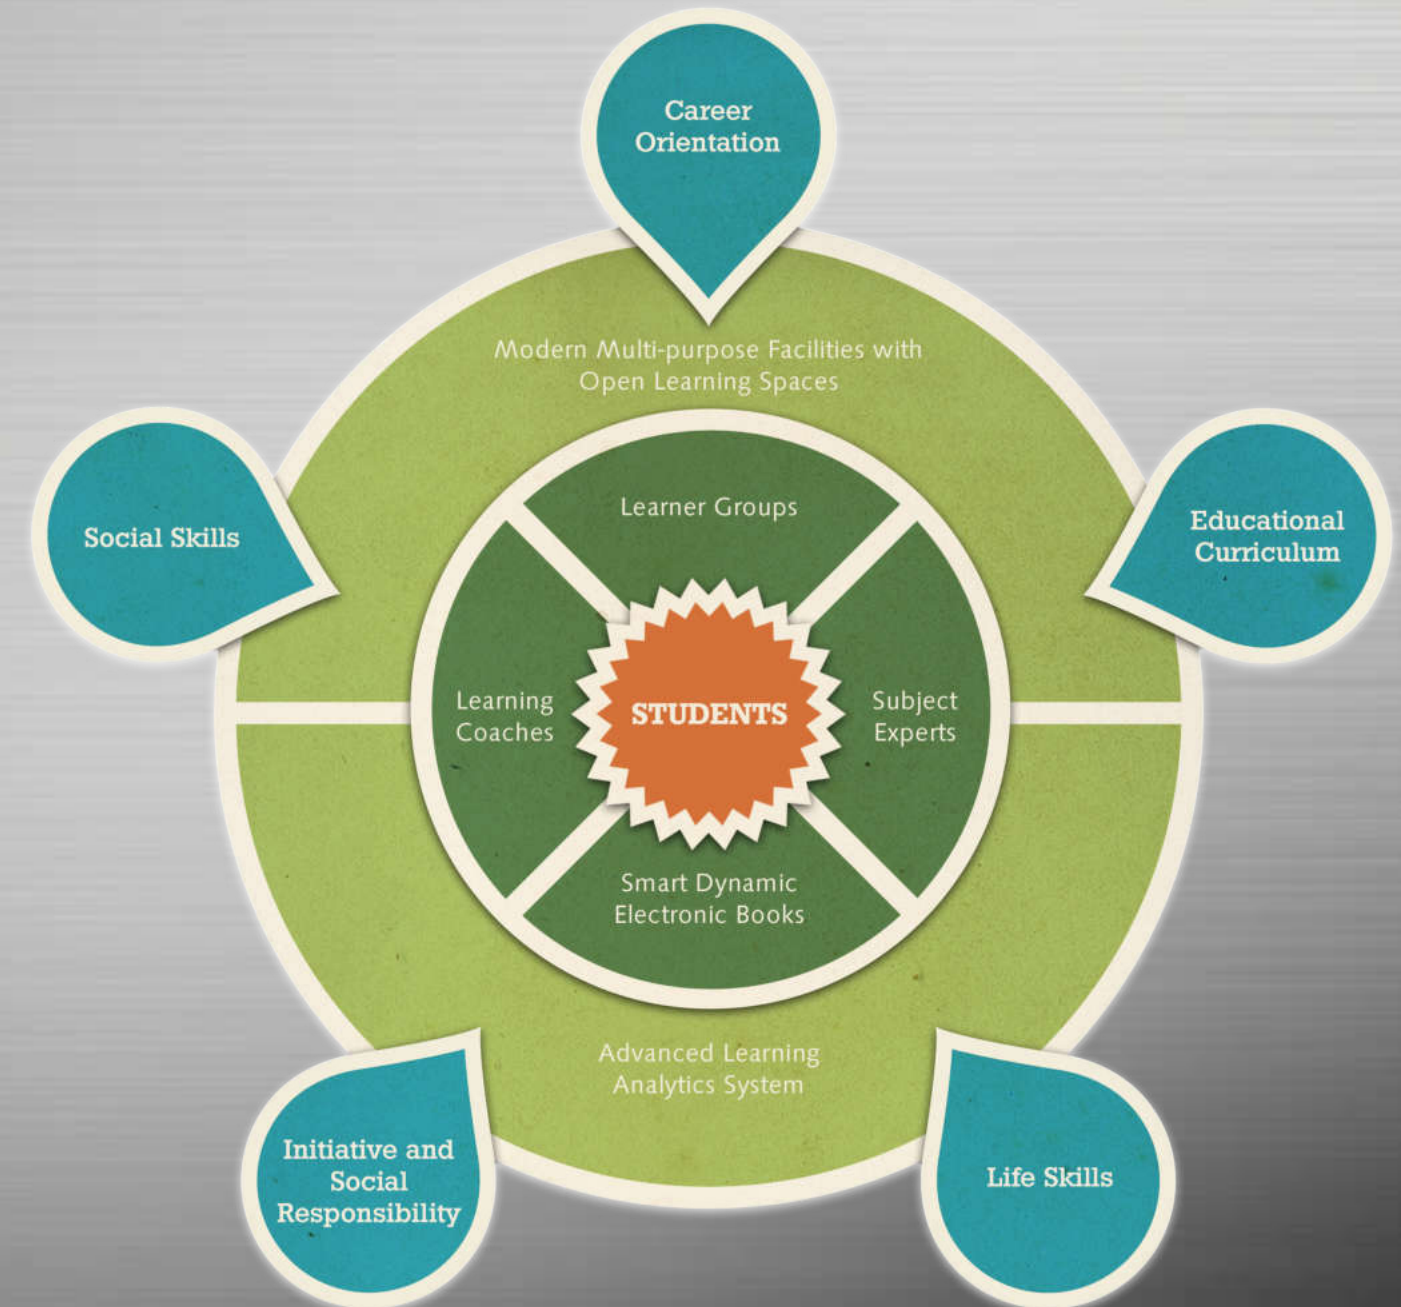 Career
Orientation
Modern Multi-purpose Facilities with
Open Learning Spaces
Social Skills
Educational
Curriculum
Learner Groups
Learning
Coaches
STUDENTS
Subject
Experts
Smart Dynamic
Electronic Books
Advanced Learning
Analytics System
Initiative and
Social
Responsibility
Life Skills